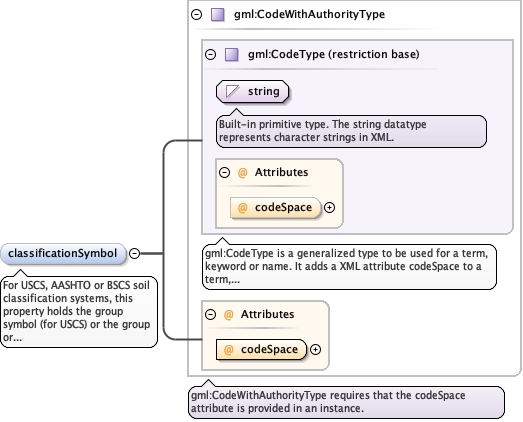 gml:CodeWithAuthorityType
gml:CodeType (restriction base)
string
Built-in primitive type. The string datatype
represents character strings in XML.
@ Attributes
@ codeSpace
classificationSymbol
For USCS, AASHTO or BSCS soil
classification systems, this
property holds the group
symbol (for USCS) or the group
or...
gml:CodeType is a generalized type to be used for a term,
keyword or name. It adds a XML attribute codeSpace to a
term,...
@ Attributes
@ codeSpace
gml:CodeWithAuthorityType requires that the codeSpace
attribute is provided in an instance.